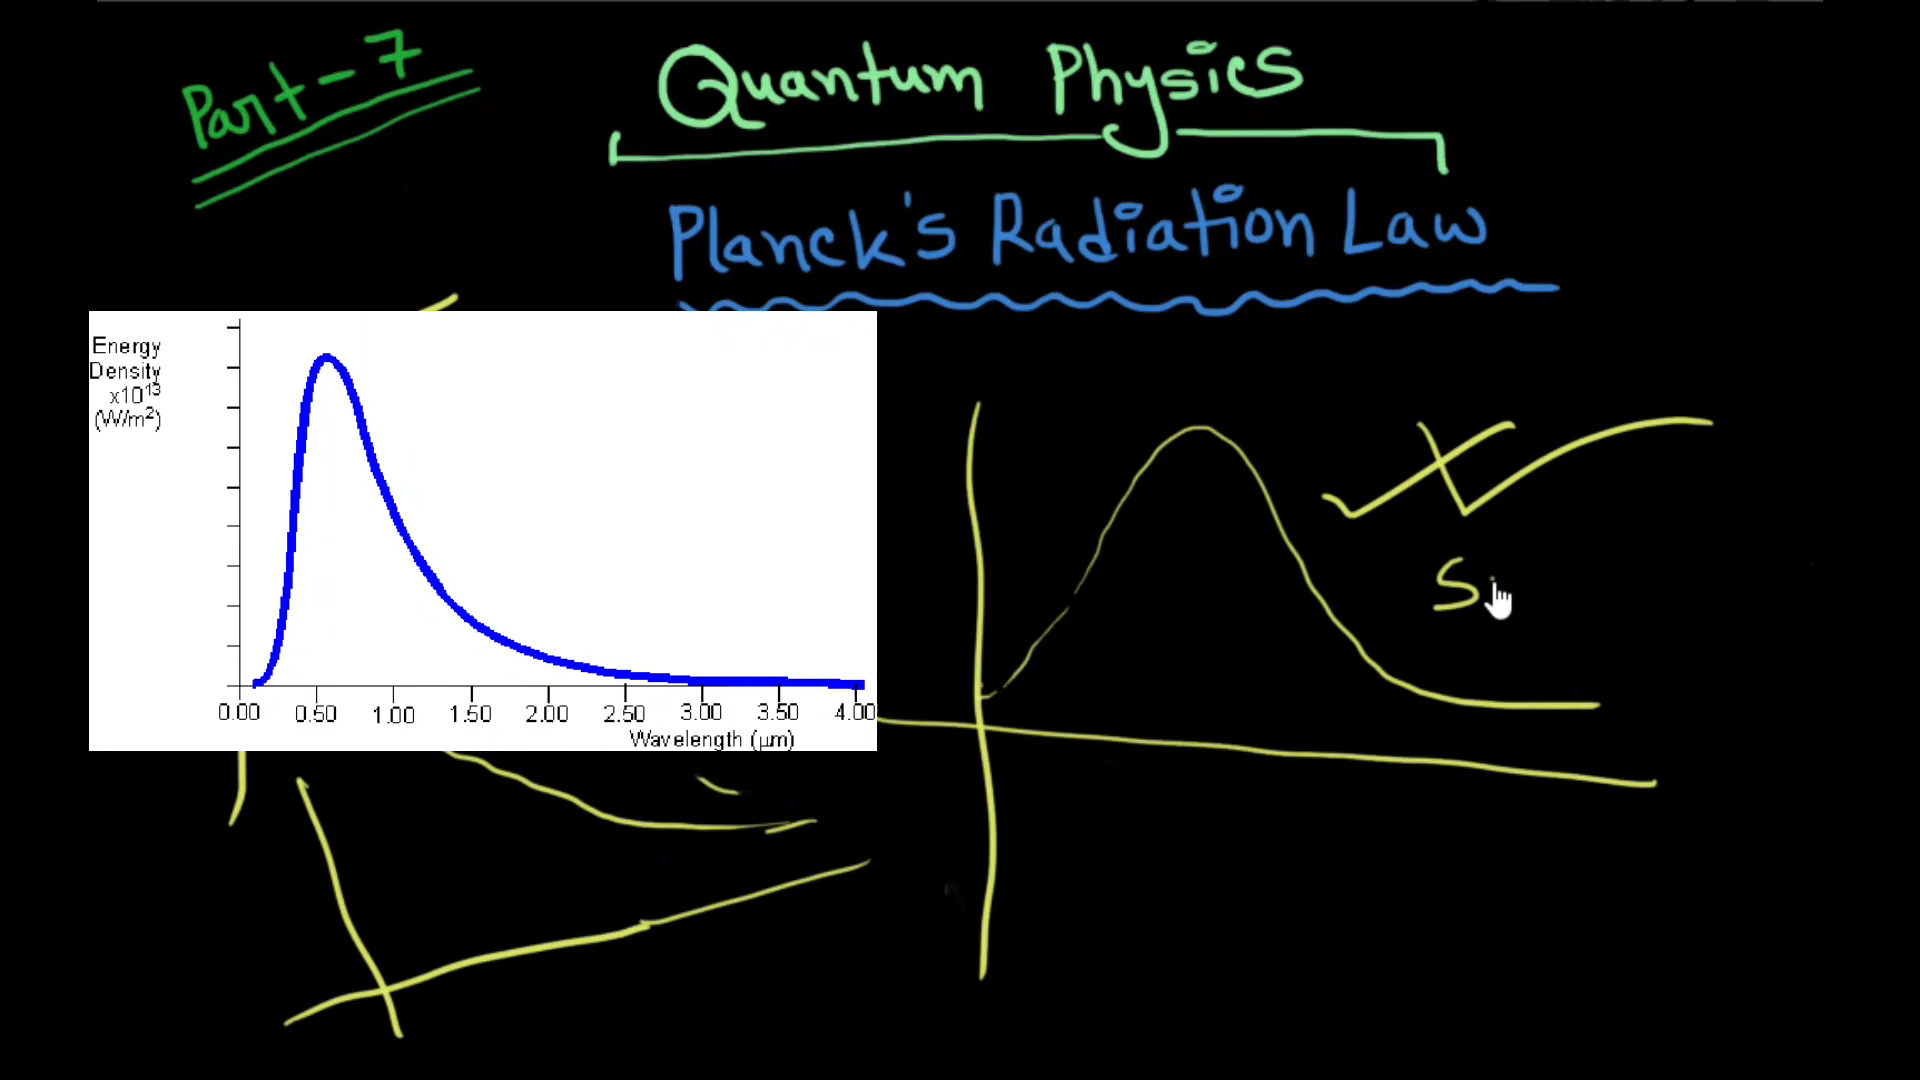 Part-7
Quantum Physics
Planck's Radiation Law
Energy
Density
x10¹³
(W/m²)
0.00 0.50 1.00 1.50 2.00 2.50 3.00 3.50 4.00
Wavelength (μm)
S